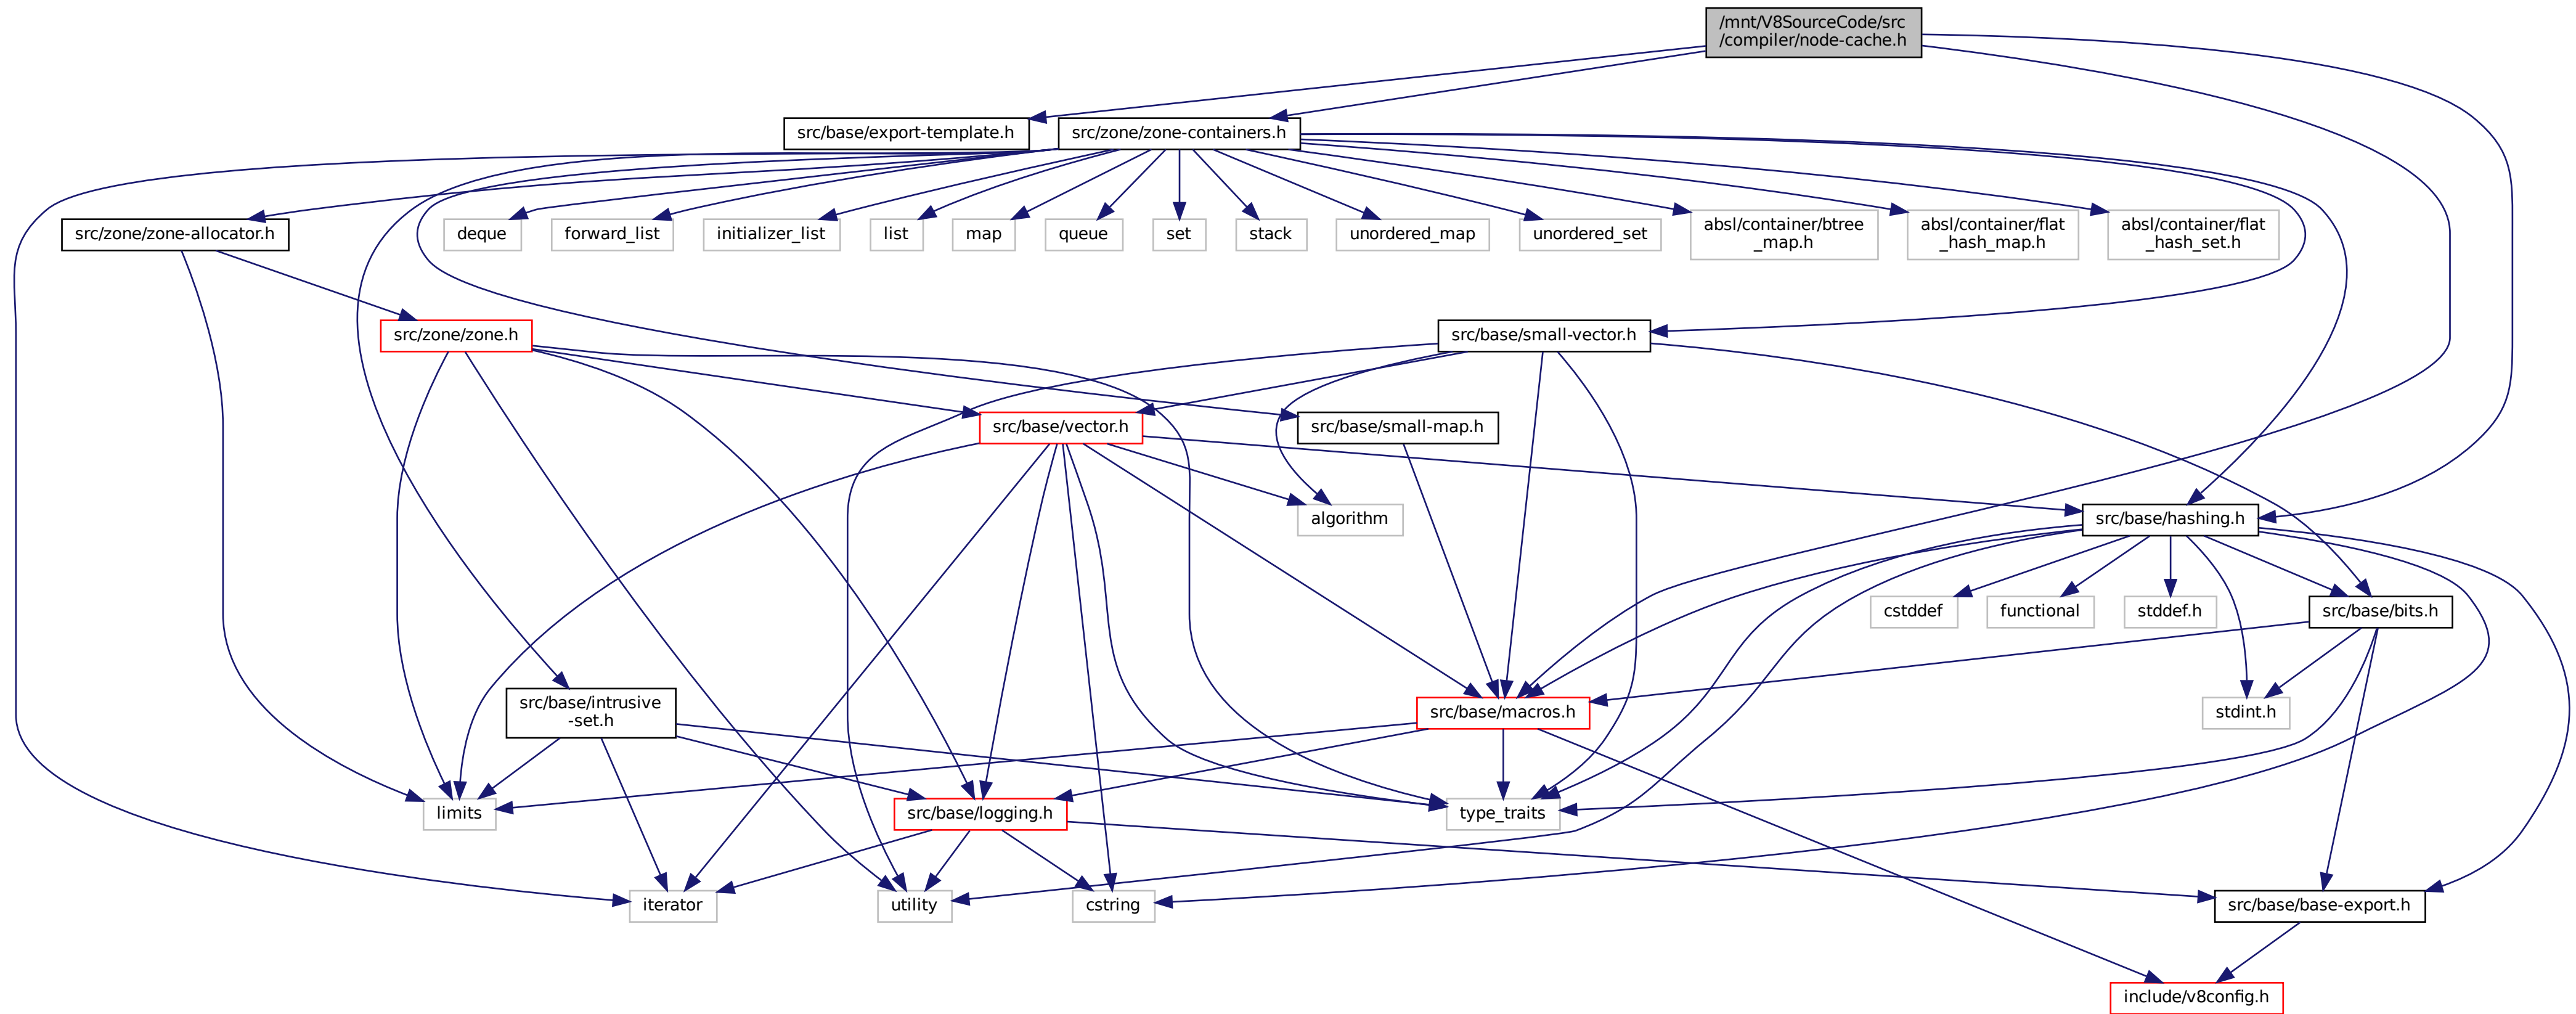 /mnt/V8SourceCode/src
/compiler/node-cache.h
src/base/export-template.h
src/zone/zone-containers.h
src/zone/zone-allocator.h
deque
forward_list
initializer_list
list
map
queue
set
stack
unordered_map
unordered_set
absl/container/btree
_map.h
absl/container/flat
_hash_map.h
absl/container/flat
_hash_set.h
src/zone/zone.h
src/base/small-vector.h
src/base/vector.h
src/base/small-map.h
algorithm
src/base/hashing.h
cstddef
functional
stddef.h
src/base/bits.h
src/base/intrusive
-set.h
src/base/macros.h
stdint.h
limits
src/base/logging.h
type_traits
iterator
utility
cstring
src/base/base-export.h
include/v8config.h